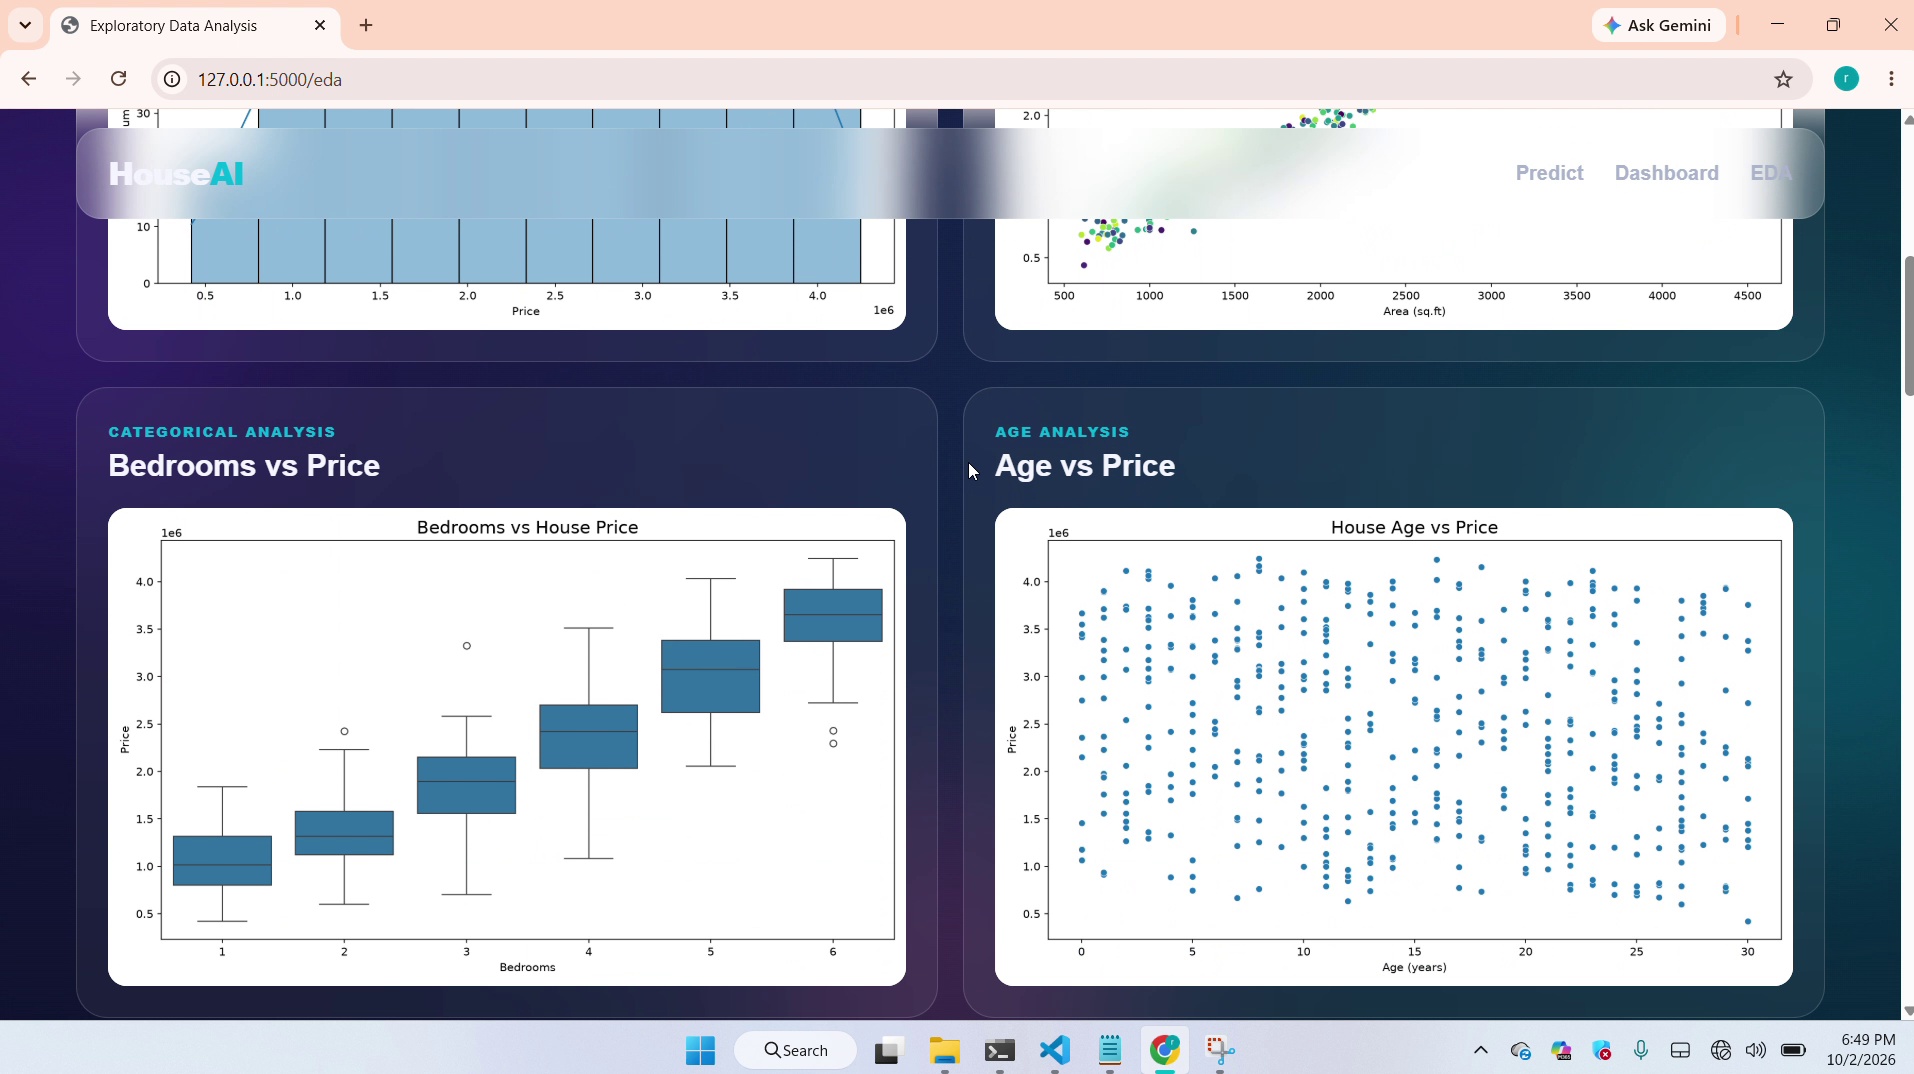 Exploratory Data Analysis
Ask Gemini
127.0.0.1:5000/eda
r
HouseAI
Predict Dashboard EDA
um
30
10
0
0.5 1.0 1.5 2.0 2.5 3.0 3.5 4.0
1e6
Price
2.0
0.5
500 1000 1500 2000 2500 3000 3500 4000 4500
Area (sq.ft)
CATEGORICAL ANALYSIS
Bedrooms vs Price
Bedrooms vs House Price
1e6
4.0
3.5
3.0
2.5
2.0
1.5
1.0
0.5
Price
1 2 3 4 5 6
Bedrooms
AGE ANALYSIS
Age vs Price
House Age vs Price
1e6
4.0
3.5
3.0
2.5
2.0
1.5
1.0
0.5
Price
0 5 10 15 20 25 30
Age (years)
Search
r
6:49 PM
10/2/2026